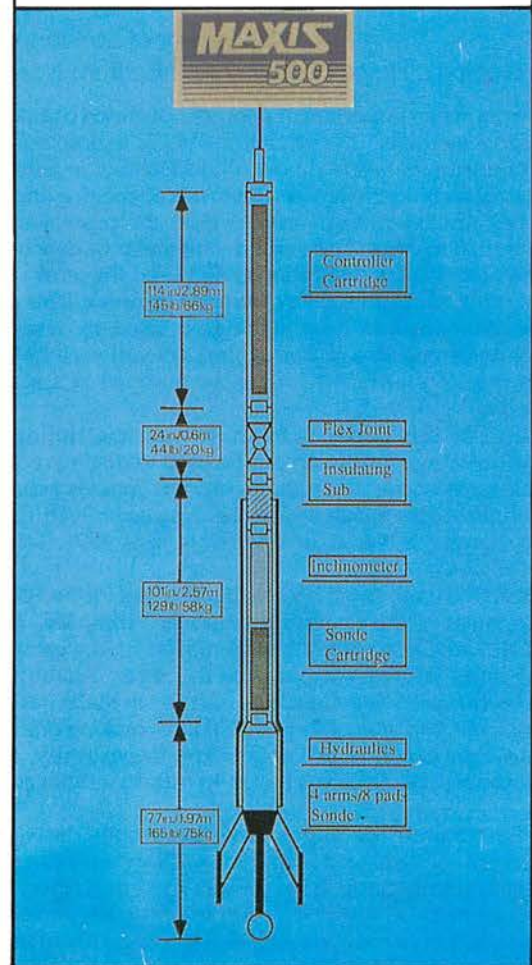 MAXIS
500
114 in/2.89m
145 lb/66kg
Controller
Cartridge
24 in/0.6m
44 lb/20kg
Flex Joint
Insulating
Sub
101 in/2.57m
129 lb/58kg
Inclinometer
Sonde
Cartridge
Hydraulics
77 in/1.97m
165 lb/75kg
4 arms/8 pads
Sonde -